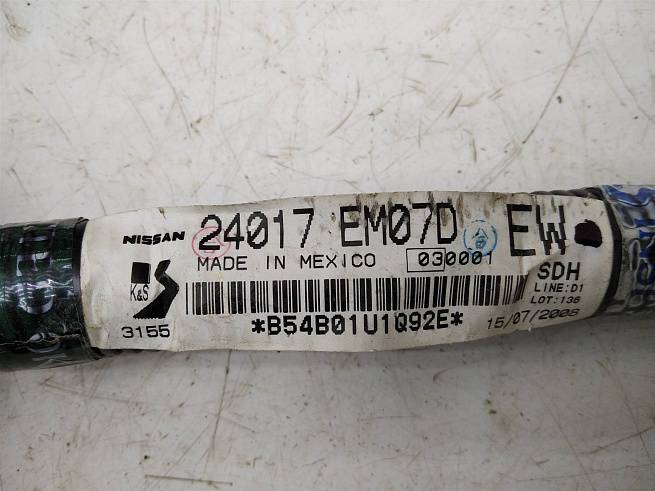 NISSAN 24017 EM07D EW
MADE IN MEXICO 030001
K&S
SDH
LINE:D1
LOT:136
3155 *B54B01U1Q92E* 15/07/2008